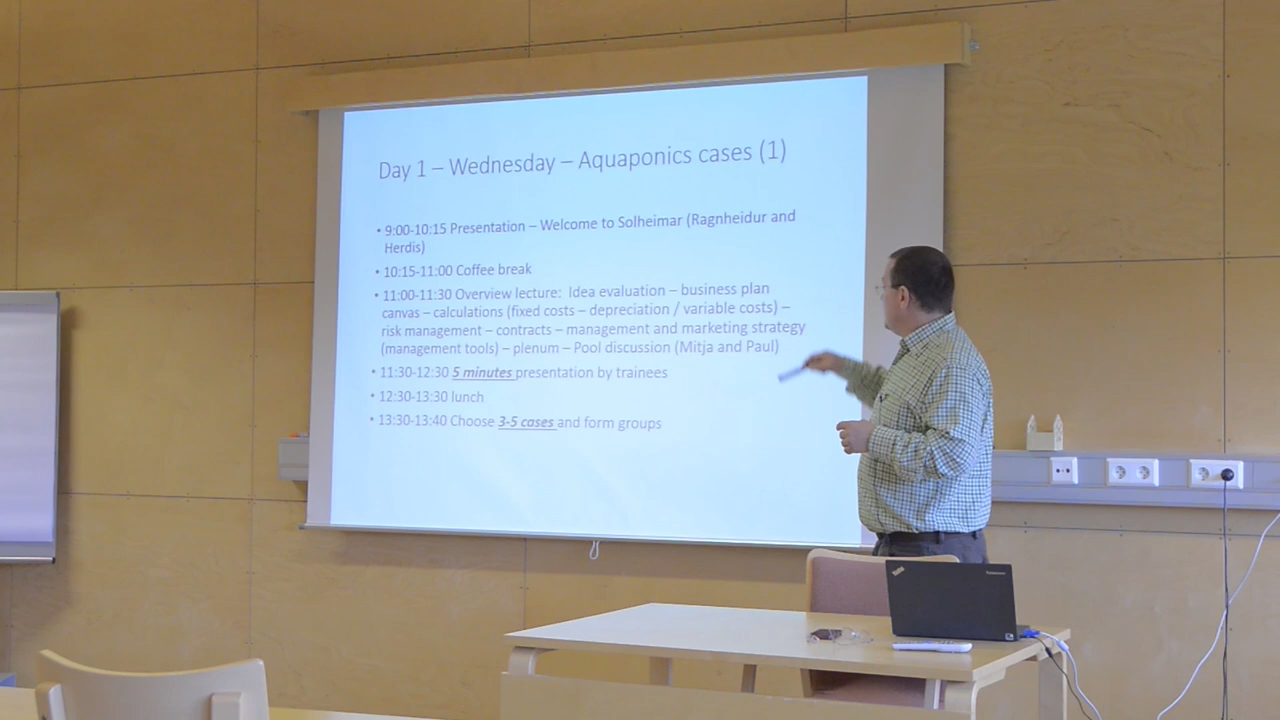 Day 1 – Wednesday – Aquaponics cases (1)
• 9:00-10:15 Presentation – Welcome to Solheimar (Ragnheidur and
Herdis)
• 10:15-11:00 Coffee break
• 11:00-11:30 Overview lecture: Idea evaluation – business plan
canvas – calculations (fixed costs – depreciation / variable costs) –
risk management – contracts – management and marketing strategy
(management tools) – plenum – Pool discussion (Mitja and Paul)
• 11:30-12:30 5 minutes presentation by trainees
• 12:30-13:30 lunch
• 13:30-13:40 Choose 3-5 cases and form groups